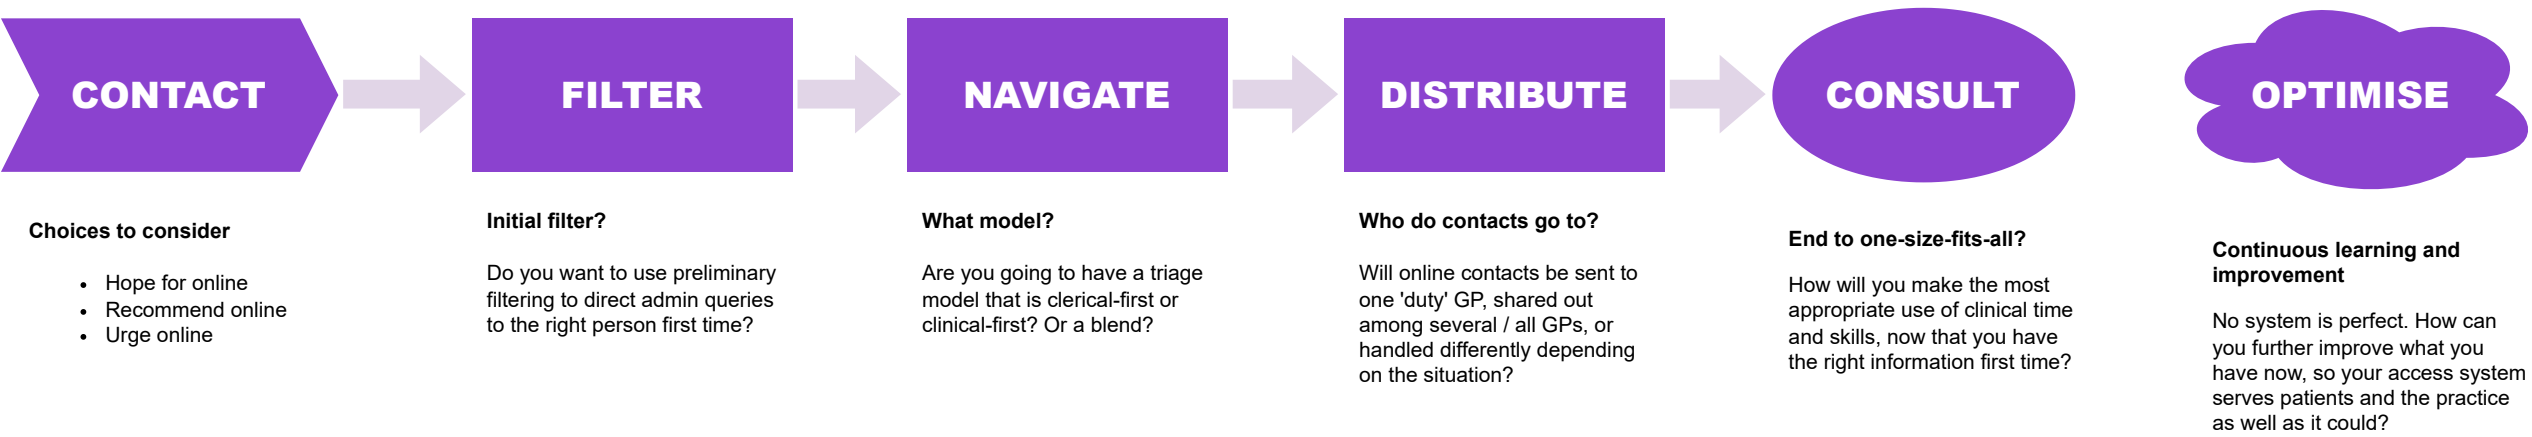 CONTACT
FILTER
NAVIGATE
DISTRIBUTE
CONSULT
OPTIMISE
Choices to consider
• Hope for online
• Recommend online
• Urge online
Initial filter?
Do you want to use preliminary
filtering to direct admin queries
to the right person first time?
What model?
Are you going to have a triage
model that is clerical-first or
clinical-first? Or a blend?
Who do contacts go to?
Will online contacts be sent to
one 'duty' GP, shared out
among several / all GPs, or
handled differently depending
on the situation?
End to one-size-fits-all?
How will you make the most
appropriate use of clinical time
and skills, now that you have
the right information first time?
Continuous learning and
improvement
No system is perfect. How can
you further improve what you
have now, so your access system
serves patients and the practice
as well as it could?